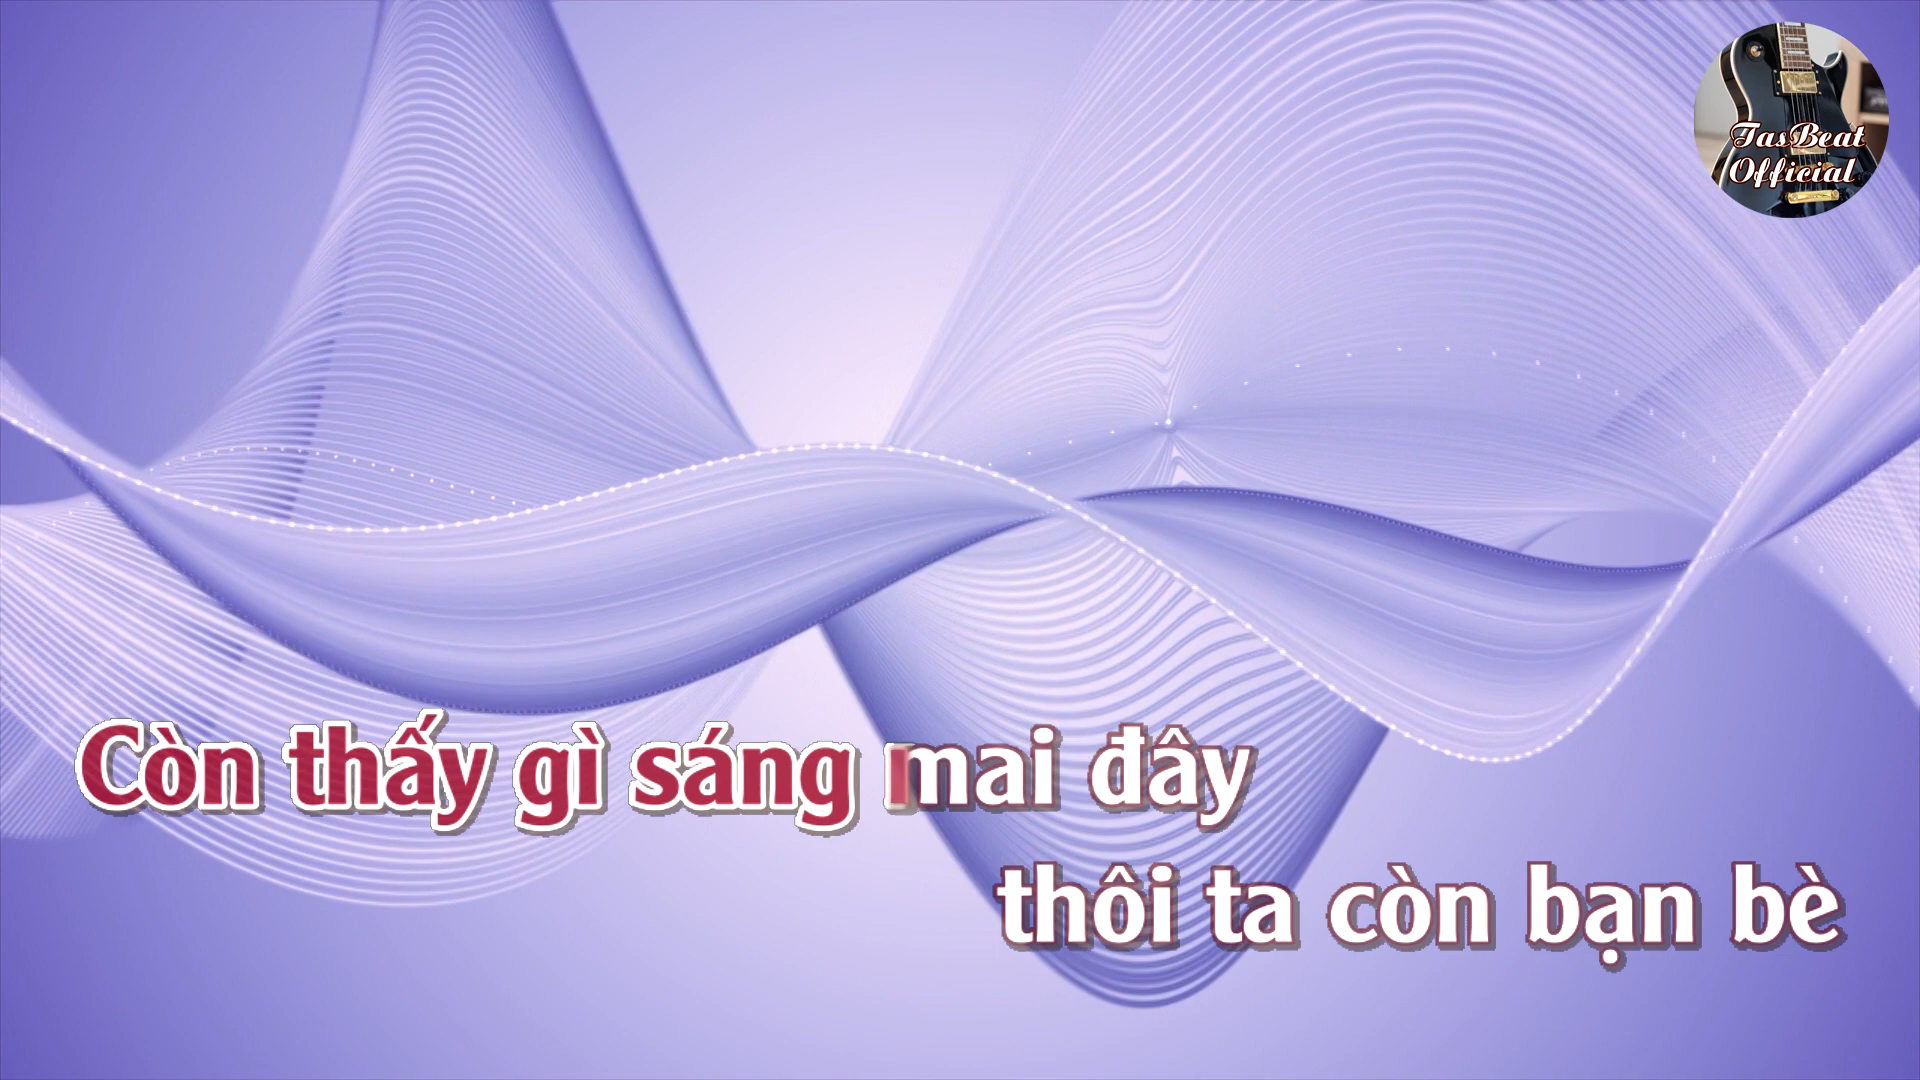 TasBeat
Official
Còn thấy gì sáng mai đây
thôi ta còn bạn bè